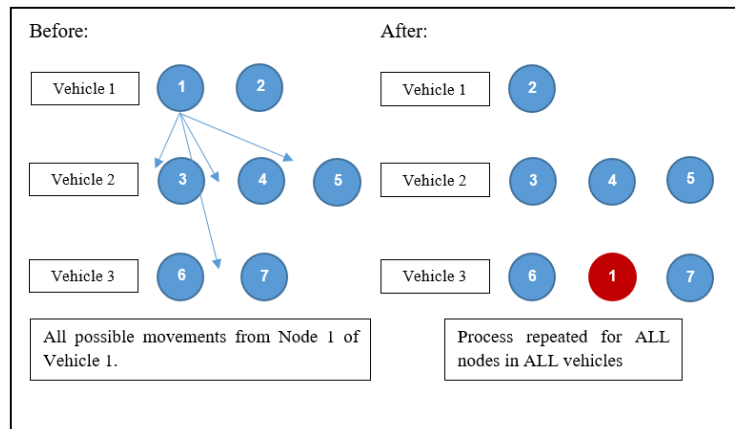 Before:
After:
Vehicle 1
1
2
Vehicle 1
2
Vehicle 2
3
4
5
Vehicle 2
3
4
5
Vehicle 3
6
7
Vehicle 3
6
1
7
All possible movements from Node 1 of
Vehicle 1.
Process repeated for ALL
nodes in ALL vehicles